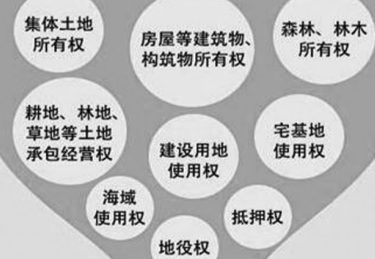 集体土地
所有权
房屋等建筑物、
构筑物所有权
森林、林木
所有权
耕地、林地、
草地等土地
承包经营权
建设用地
使用权
宅基地
使用权
海域
使用权
抵押权
地役权